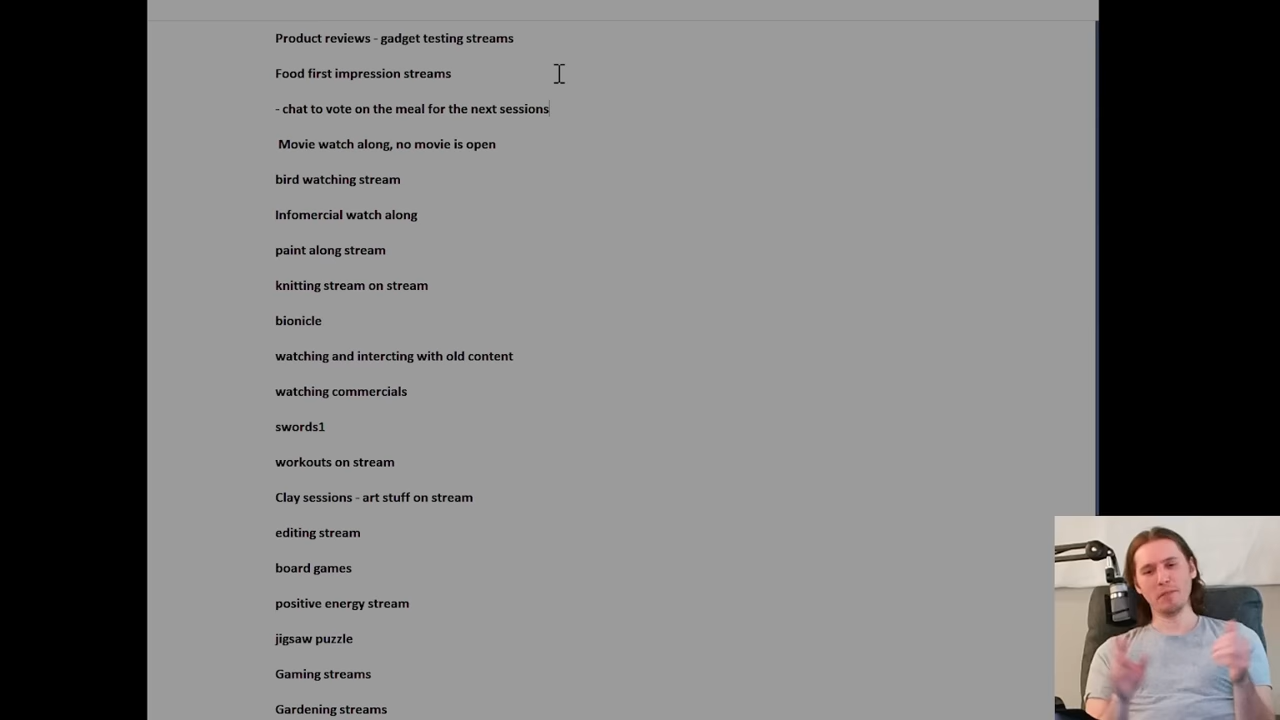 Product reviews - gadget testing streams
Food first impression streams
- chat to vote on the meal for the next sessions
Movie watch along, no movie is open
bird watching stream
Infomercial watch along
paint along stream
knitting stream on stream
bionicle
watching and intercting with old content
watching commercials
swords1
workouts on stream
Clay sessions - art stuff on stream
editing stream
board games
positive energy stream
jigsaw puzzle
Gaming streams
Gardening streams